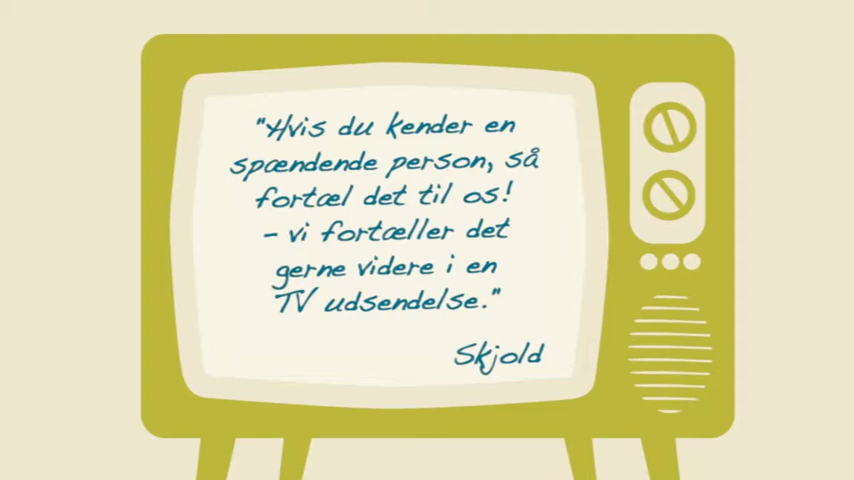 "Hvis du kender en
spændende person, så
fortæl det til os!
- vi fortæller det
gerne videre i en
TV udsendelse."
Skjold